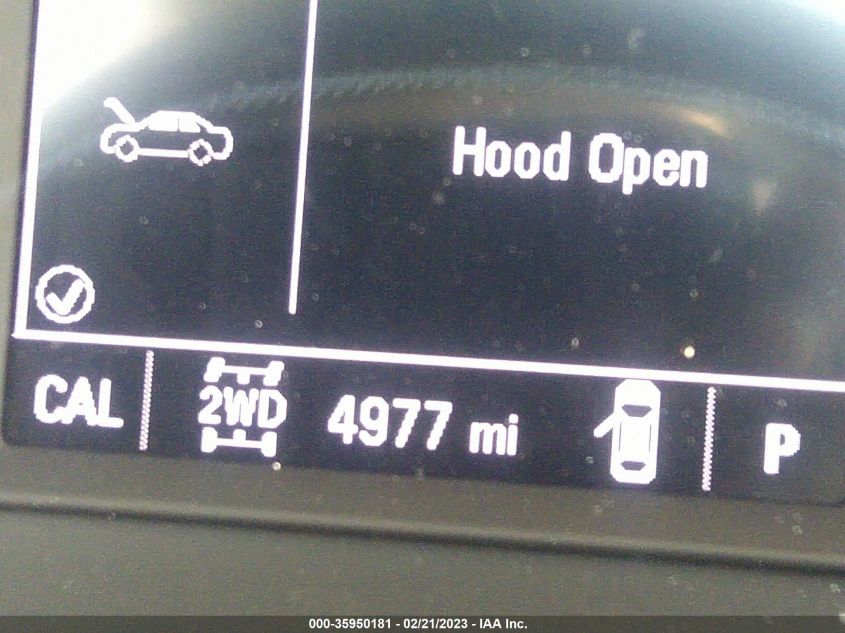 Hood Open
CAL 2WD 4977 mi P
000-35950181 - 02/21/2023 - IAA Inc.